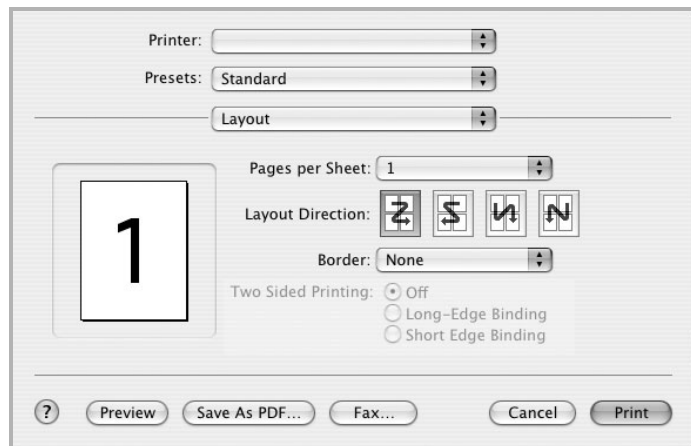 Printer:
Presets: Standard
Layout
Pages per Sheet: 1
1
Layout Direction:
Border: None
Two Sided Printing: Off
Long-Edge Binding
Short Edge Binding
? Preview Save As PDF... Fax... Cancel Print